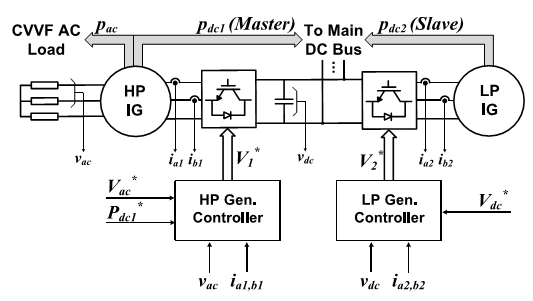 CVVF AC Load
p_ac
p_dc1 (Master)
To Main DC Bus
p_dc2 (Slave)
HP IG
LP IG
v_ac
i_a1
i_b1
V_1^*
v_dc
V_2^*
i_a2
i_b2
V_ac^*
P_dc1^*
HP Gen. Controller
LP Gen. Controller
V_dc^*
v_ac
i_a1,b1
v_dc
i_a2,b2